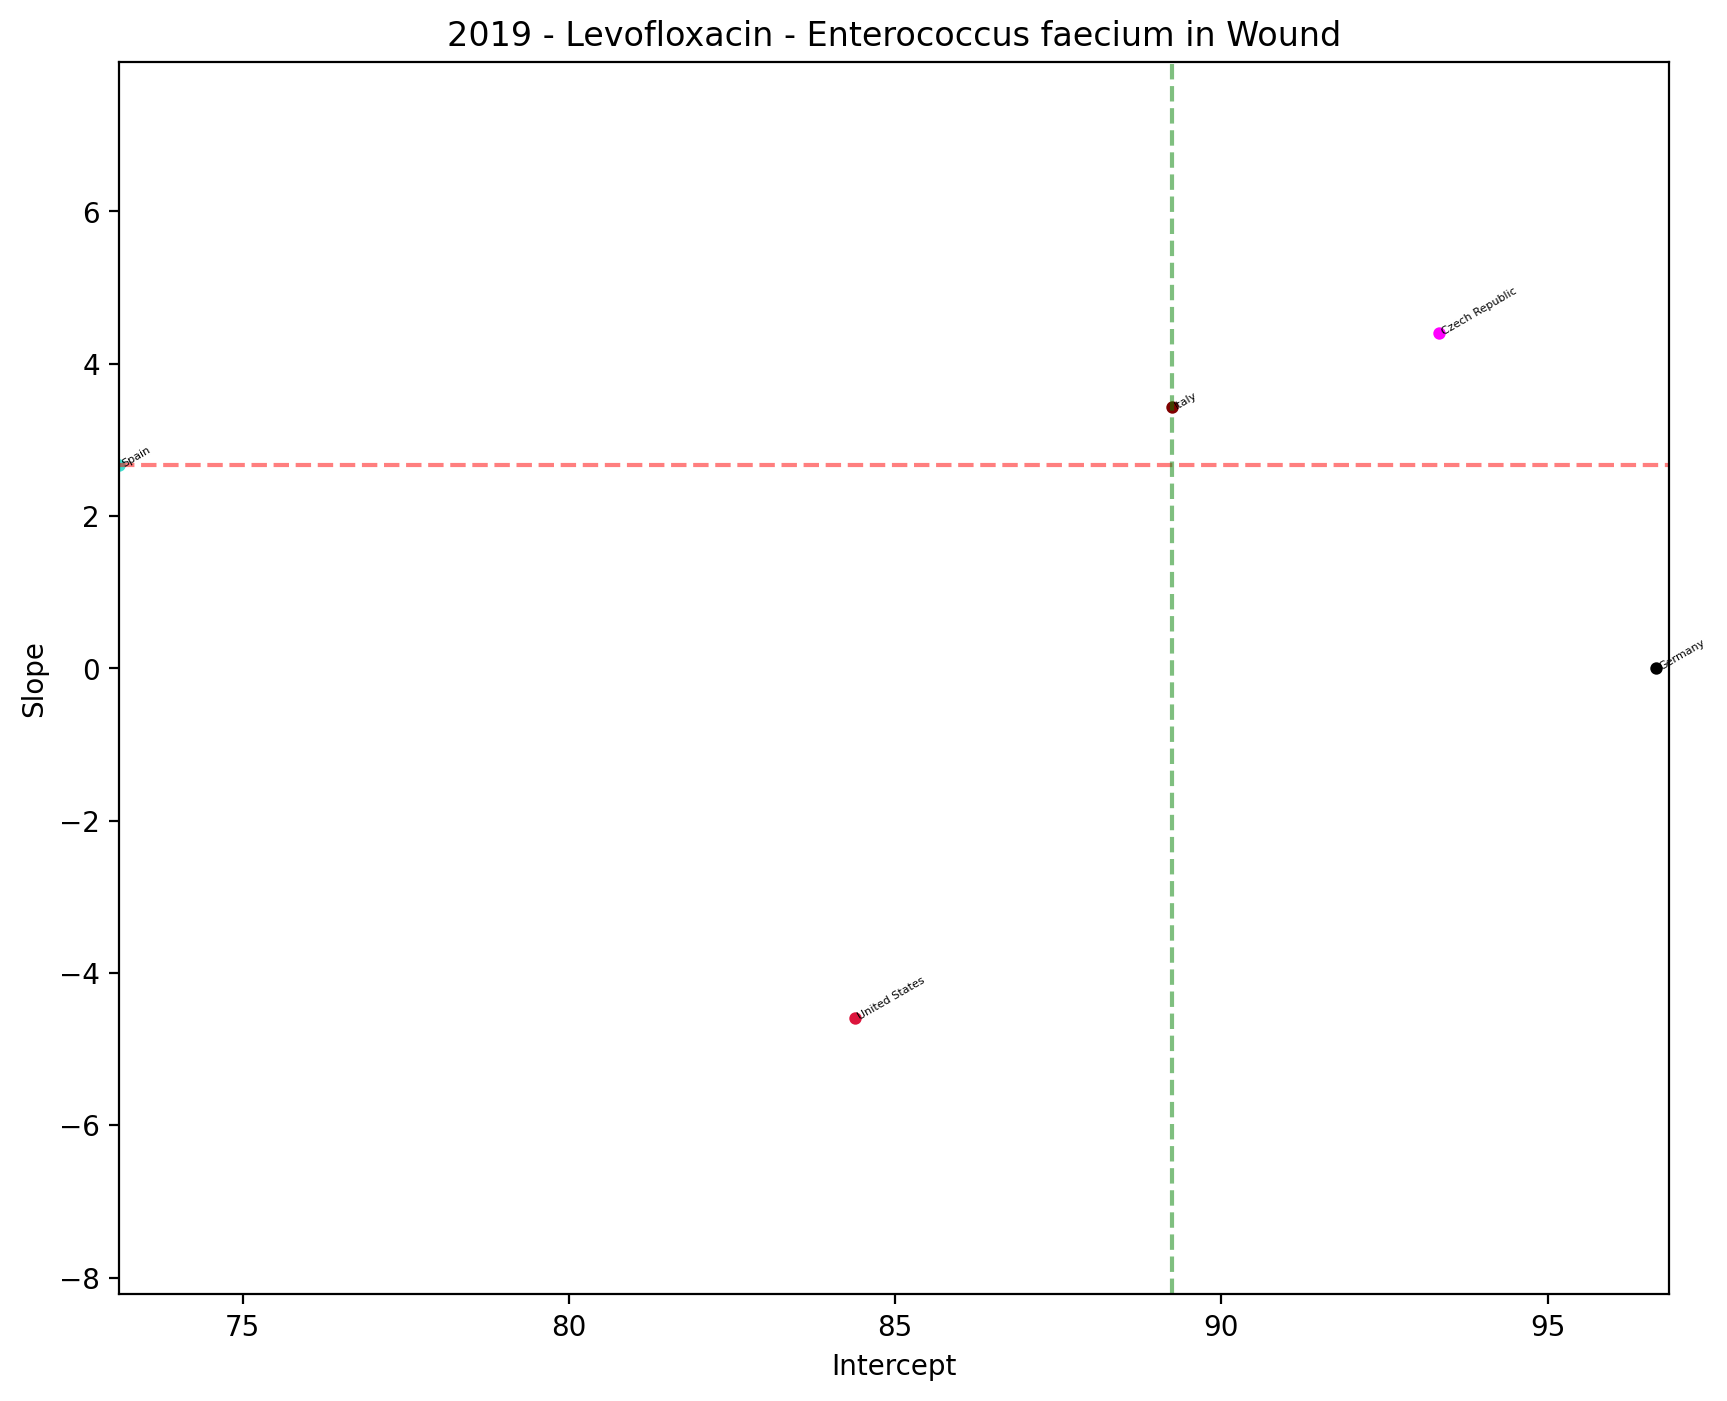 2019 - Levofloxacin - Enterococcus faecium in Wound
6
Czech Republic
4
Italy
Spain
2
Slope
0
Germany
−2
−4
United States
−6
−8
75 80 85 90 95
Intercept